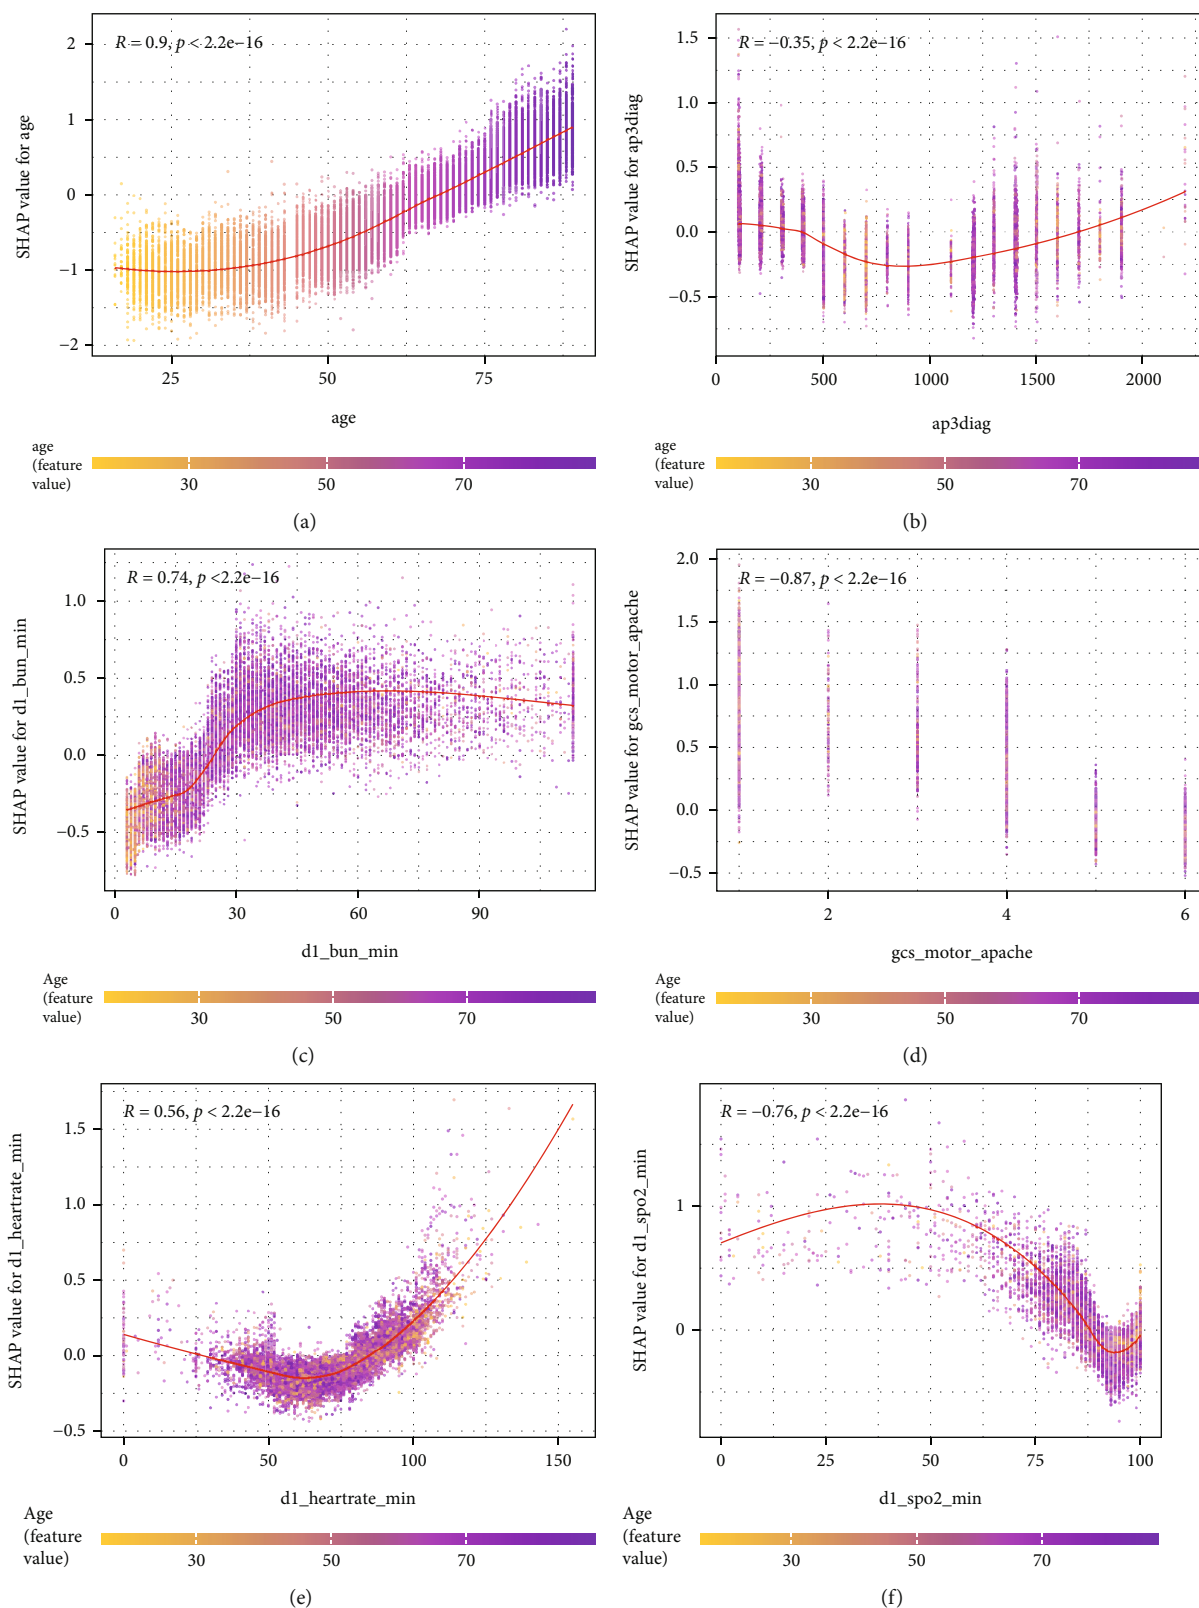 R = 0.9, p < 2.2e−16
SHAP value for age
2
1
0
−1
−2
25 50 75
age
age
(feature
value)
30 50 70
(a)
R = −0.35, p < 2.2e−16
SHAP value for ap3diag
1.5
1.0
0.5
0.0
−0.5
0 500 1000 1500 2000
ap3diag
age
(feature
value)
30 50 70
(b)
R = 0.74, p <2.2e−16
SHAP value for d1_bun_min
1.0
0.5
0.0
−0.5
0 30 60 90
d1_bun_min
Age
(feature
value)
30 50 70
(c)
R = −0.87, p < 2.2e−16
SHAP value for gcs_motor_apache
2.0
1.5
1.0
0.5
0.0
−0.5
2 4 6
gcs_motor_apache
Age
(feature
value)
30 50 70
(d)
R = 0.56, p < 2.2e−16
SHAP value for d1_heartrate_min
1.5
1.0
0.5
0.0
−0.5
0 50 100 150
d1_heartrate_min
Age
(feature
value)
30 50 70
(e)
R = −0.76, p < 2.2e−16
SHAP value for d1_spo2_min
1
0
0 25 50 75 100
d1_spo2_min
Age
(feature
value)
30 50 70
(f)